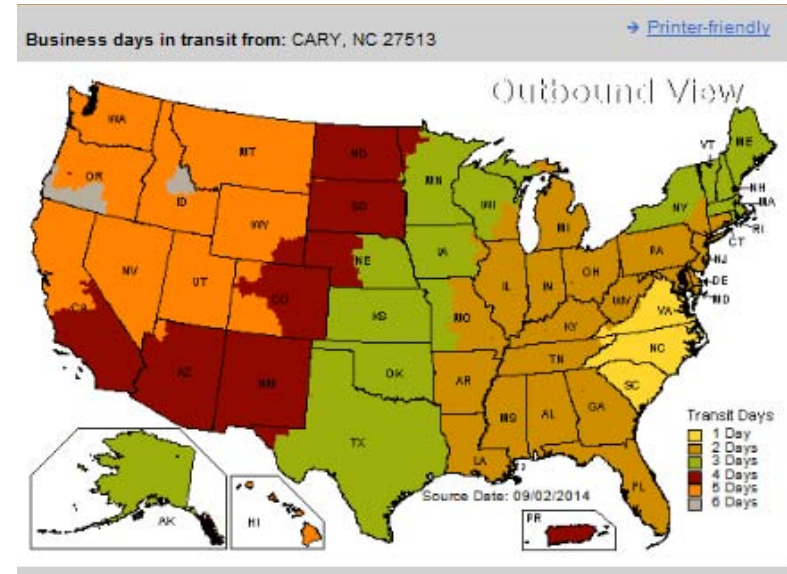 Business days in transit from: CARY, NC 27513
→ Printer-friendly
Outbound View
WA
MT
ND
MN
VT
ME
OR
ID
SD
WI
NY
NH
MA
WY
MI
RI
CT
NE
IA
PA
NJ
NV
UT
CO
IL
IN
OH
DE
MD
WV
VA
CA
KS
MO
KY
NC
TN
AZ
NM
OK
AR
SC
MS
AL
GA
TX
LA
FL
Transit Days
1 Day
2 Days
3 Days
4 Days
5 Days
6 Days
Source Date: 09/02/2014
AK
HI
PR